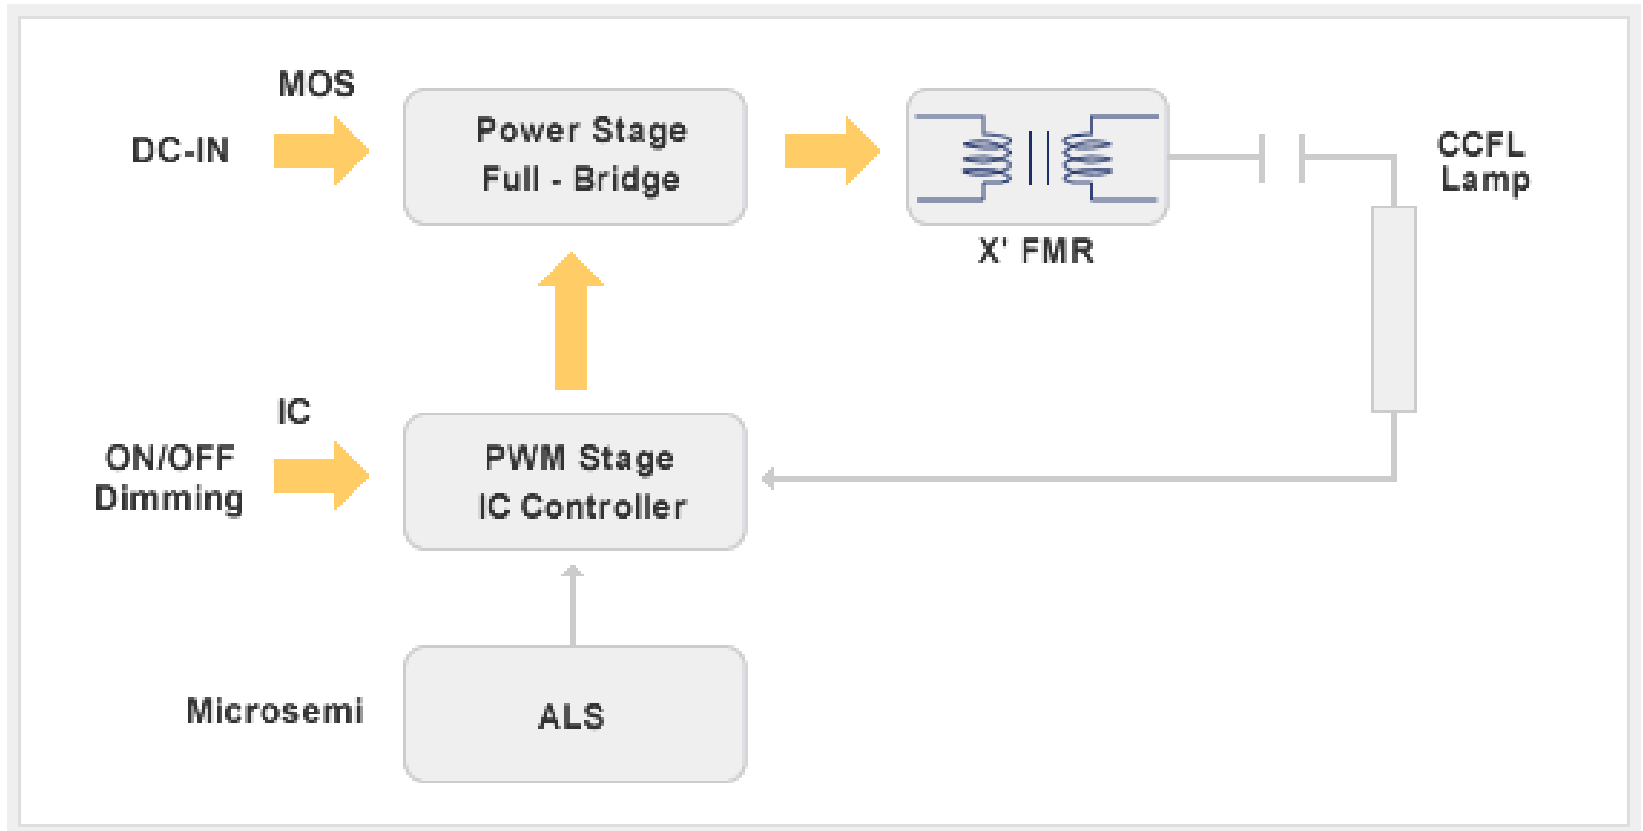 MOS
DC-IN
Power Stage
Full - Bridge
X' FMR
CCFL
Lamp
IC
ON/OFF
Dimming
PWM Stage
IC Controller
Microsemi
ALS